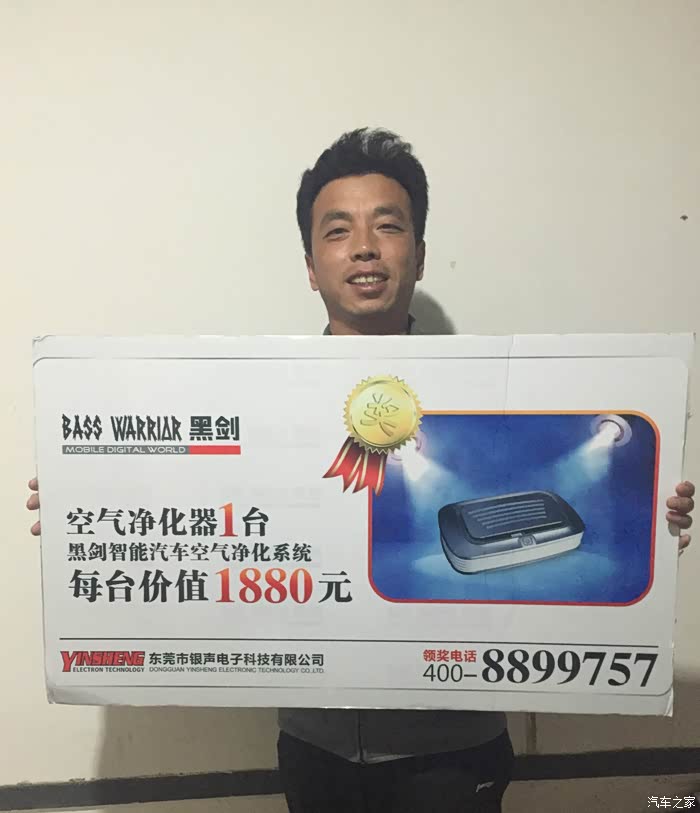 BASS WARRIAR 黑剑
MOBILE DIGITAL WORLD
奖
空气净化器1台
黑剑智能汽车空气净化系统
每台价值1880元
YINSHENG 东莞市银声电子科技有限公司
ELECTRON TECHNOLOGY DONGGUAN YINSHENG ELECTRONIC TECHNOLOGY CO.,LTD.
领奖电话
400-8899757
汽车之家